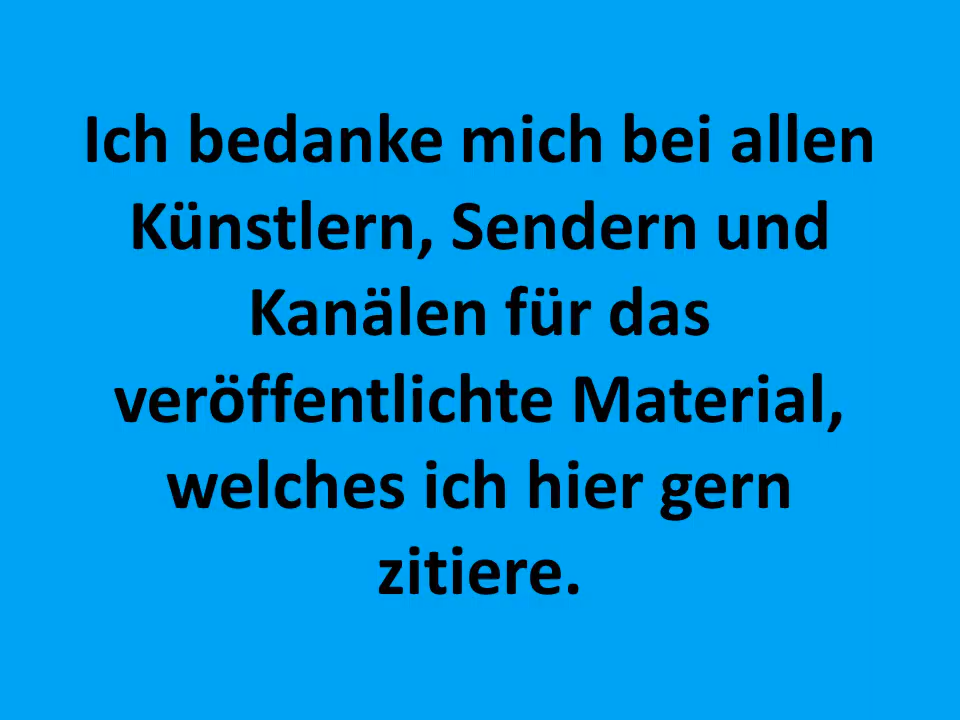 Ich bedanke mich bei allen
Künstlern, Sendern und
Kanälen für das
veröffentlichte Material,
welches ich hier gern
zitiere.